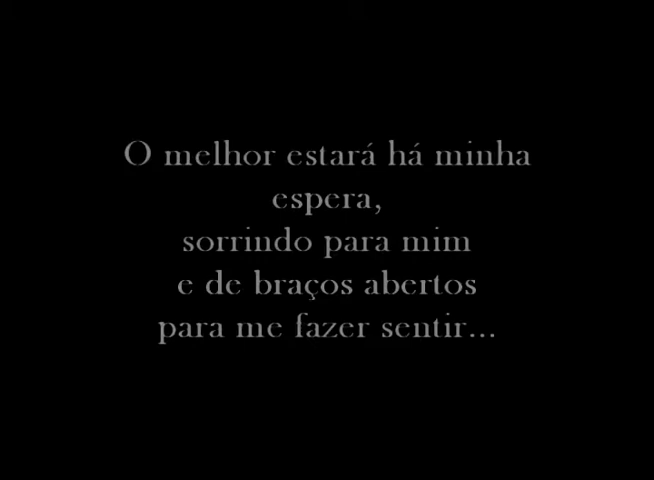 O melhor estará há minha
espera,
sorrindo para mim
e de braços abertos
para me fazer sentir...